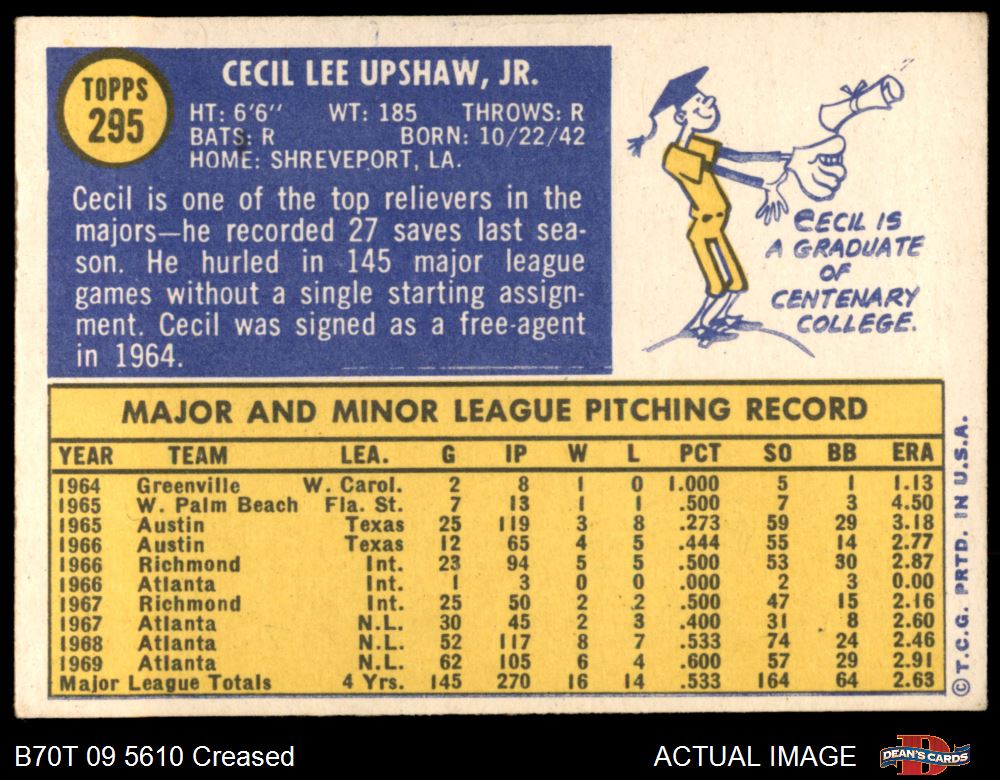 TOPPS
295
CECIL LEE UPSHAW, JR.
HT: 6'6" WT: 185 THROWS: R
BATS: R BORN: 10/22/42
HOME: SHREVEPORT, LA.
Cecil is one of the top relievers in the
majors—he recorded 27 saves last sea-
son. He hurled in 145 major league
games without a single starting assign-
ment. Cecil was signed as a free-agent
in 1964.
CECIL IS
A GRADUATE
OF
CENTENARY
COLLEGE.
MAJOR AND MINOR LEAGUE PITCHING RECORD
YEAR TEAM LEA. G IP W L PCT SO BB ERA
1964 Greenville W. Carol. 2 8 1 0 1.000 5 1 1.13
1965 W. Palm Beach Fla. St. 7 13 1 1 .500 7 3 4.50
1965 Austin Texas 25 119 3 8 .273 59 29 3.18
1966 Austin Texas 12 65 4 5 .444 55 14 2.77
1966 Richmond Int. 23 94 5 5 .500 53 30 2.87
1966 Atlanta Int. 1 3 0 0 .000 2 3 0.00
1967 Richmond Int. 25 50 2 2 .500 47 15 2.16
1967 Atlanta N.L. 30 45 2 3 .400 31 8 2.60
1968 Atlanta N.L. 52 117 8 7 .533 74 24 2.46
1969 Atlanta N.L. 62 105 6 4 .600 57 29 2.91
Major League Totals 4 Yrs. 145 270 16 14 .533 164 64 2.63
© T.C.G. PRTD. IN U.S.A.
B70T 09 5610 Creased
ACTUAL IMAGE
DEAN'S CARDS